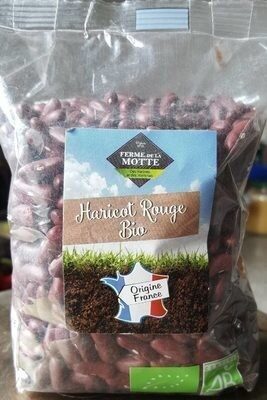 FERME DE LA
MOTTE
Haricot Rouge
Bio
Origine
France
AB